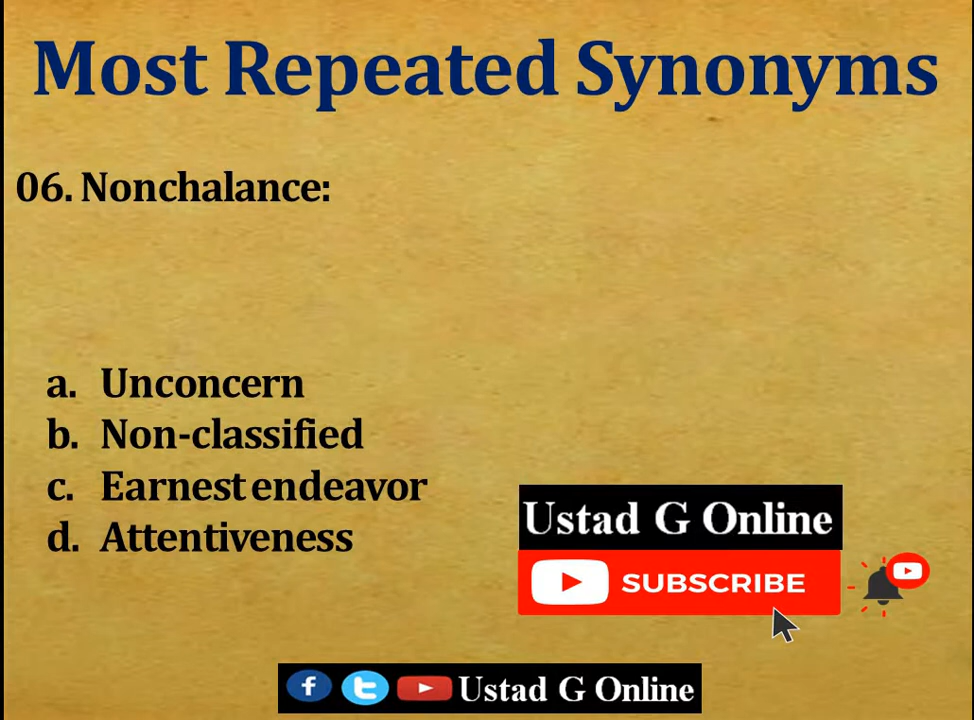 Most Repeated Synonyms
06. Nonchalance:
a. Unconcern
b. Non-classified
c. Earnest endeavor
d. Attentiveness
Ustad G Online
SUBSCRIBE
Ustad G Online